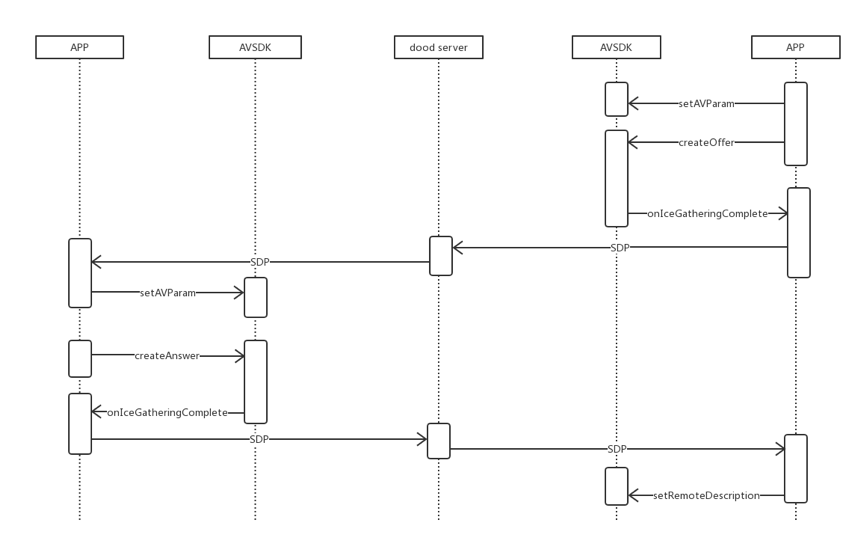 APP
AVSDK
dood server
AVSDK
APP
setAVParam
createOffer
onIceGatheringComplete
SDP
SDP
setAVParam
createAnswer
onIceGatheringComplete
SDP
SDP
setRemoteDescription